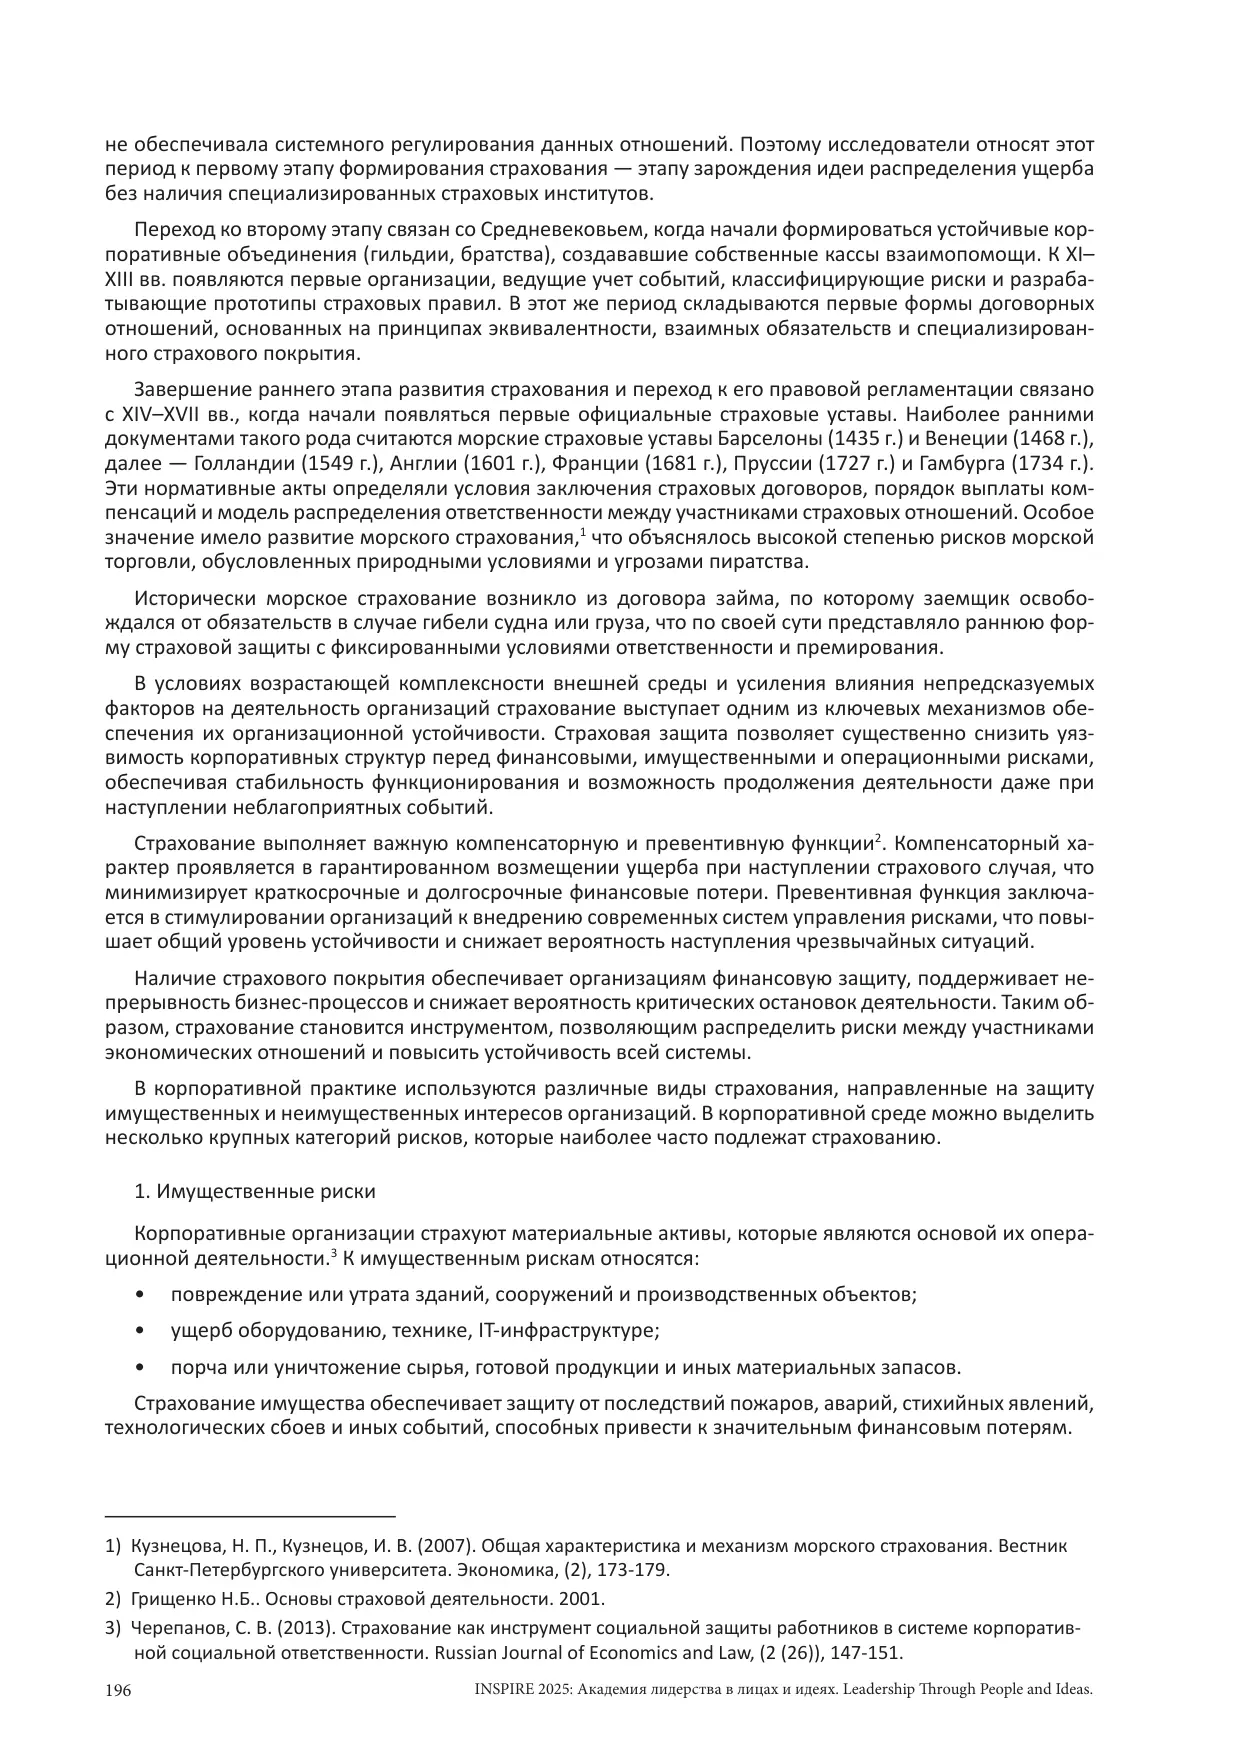 не обеспечивала системного регулирования данных отношений. Поэтому исследователи относят этот
период к первому этапу формирования страхования — этапу зарождения идеи распределения ущерба
без наличия специализированных страховых институтов.
Переход ко второму этапу связан со Средневековьем, когда начали формироваться устойчивые кор-
поративные объединения (гильдии, братства), создававшие собственные кассы взаимопомощи. К XI–
XIII вв. появляются первые организации, ведущие учет событий, классифицирующие риски и разраба-
тывающие прототипы страховых правил. В этот же период складываются первые формы договорных
отношений, основанных на принципах эквивалентности, взаимных обязательств и специализирован-
ного страхового покрытия.
Завершение раннего этапа развития страхования и переход к его правовой регламентации связано
с XIV–XVII вв., когда начали появляться первые официальные страховые уставы. Наиболее ранними
документами такого рода считаются морские страховые уставы Барселоны (1435 г.) и Венеции (1468 г.),
далее — Голландии (1549 г.), Англии (1601 г.), Франции (1681 г.), Пруссии (1727 г.) и Гамбурга (1734 г.).
Эти нормативные акты определяли условия заключения страховых договоров, порядок выплаты ком-
пенсаций и модель распределения ответственности между участниками страховых отношений. Особое
значение имело развитие морского страхования,¹ что объяснялось высокой степенью рисков морской
торговли, обусловленных природными условиями и угрозами пиратства.
Исторически морское страхование возникло из договора займа, по которому заемщик освобо-
ждался от обязательств в случае гибели судна или груза, что по своей сути представляло раннюю фор-
му страховой защиты с фиксированными условиями ответственности и премирования.
В условиях возрастающей комплексности внешней среды и усиления влияния непредсказуемых
факторов на деятельность организаций страхование выступает одним из ключевых механизмов обе-
спечения их организационной устойчивости. Страховая защита позволяет существенно снизить уяз-
вимость корпоративных структур перед финансовыми, имущественными и операционными рисками,
обеспечивая стабильность функционирования и возможность продолжения деятельности даже при
наступлении неблагоприятных событий.
Страхование выполняет важную компенсаторную и превентивную функции². Компенсаторный ха-
рактер проявляется в гарантированном возмещении ущерба при наступлении страхового случая, что
минимизирует краткосрочные и долгосрочные финансовые потери. Превентивная функция заключа-
ется в стимулировании организаций к внедрению современных систем управления рисками, что повы-
шает общий уровень устойчивости и снижает вероятность наступления чрезвычайных ситуаций.
Наличие страхового покрытия обеспечивает организациям финансовую защиту, поддерживает не-
прерывность бизнес-процессов и снижает вероятность критических остановок деятельности. Таким об-
разом, страхование становится инструментом, позволяющим распределить риски между участниками
экономических отношений и повысить устойчивость всей системы.
В корпоративной практике используются различные виды страхования, направленные на защиту
имущественных и неимущественных интересов организаций. В корпоративной среде можно выделить
несколько крупных категорий рисков, которые наиболее часто подлежат страхованию.
1. Имущественные риски
Корпоративные организации страхуют материальные активы, которые являются основой их опера-
ционной деятельности.³ К имущественным рискам относятся:
• повреждение или утрата зданий, сооружений и производственных объектов;
• ущерб оборудованию, технике, IT-инфраструктуре;
• порча или уничтожение сырья, готовой продукции и иных материальных запасов.
Страхование имущества обеспечивает защиту от последствий пожаров, аварий, стихийных явлений,
технологических сбоев и иных событий, способных привести к значительным финансовым потерям.
1) Кузнецова, Н. П., Кузнецов, И. В. (2007). Общая характеристика и механизм морского страхования. Вестник
Санкт-Петербургского университета. Экономика, (2), 173-179.
2) Грищенко Н.Б.. Основы страховой деятельности. 2001.
3) Черепанов, С. В. (2013). Страхование как инструмент социальной защиты работников в системе корпоратив-
ной социальной ответственности. Russian Journal of Economics and Law, (2 (26)), 147-151.
196
INSPIRE 2025: Академия лидерства в лицах и идеях. Leadership Through People and Ideas.